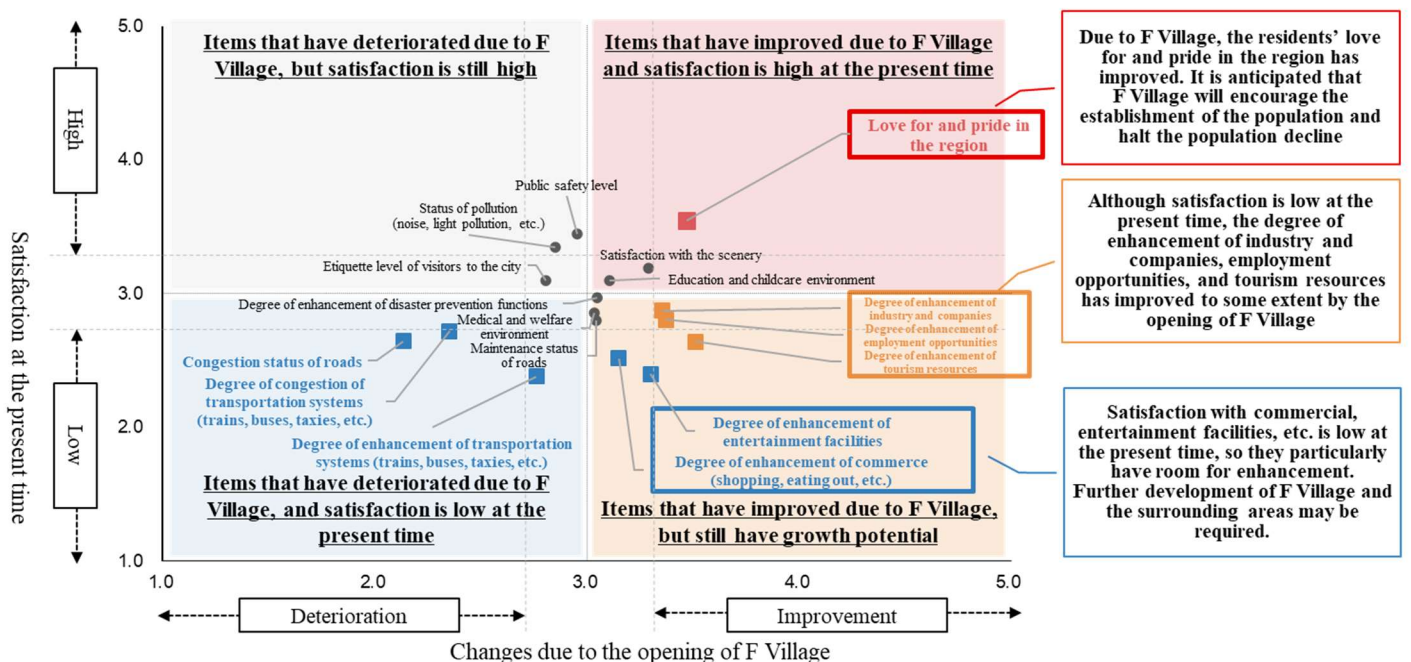 5.0
4.0
3.0
2.0
1.0
High
Low
Satisfaction at the present time
Items that have deteriorated due to F
Village, but satisfaction is still high
Items that have improved due to F Village
and satisfaction is high at the present time
Love for and pride in
the region
Public safety level
Status of pollution
(noise, light pollution, etc.)
Satisfaction with the scenery
Etiquette level of visitors to the city
Education and childcare environment
Degree of enhancement of disaster prevention functions
Medical and welfare
environment
Maintenance status
of roads
Degree of enhancement of
industry and companies
Degree of enhancement of
employment opportunities
Degree of enhancement of
tourism resources
Congestion status of roads
Degree of congestion of
transportation systems
(trains, buses, taxies, etc.)
Degree of enhancement of transportation
systems (trains, buses, taxies, etc.)
Degree of enhancement of
entertainment facilities
Degree of enhancement of commerce
(shopping, eating out, etc.)
Items that have deteriorated due to F
Village, and satisfaction is low at the
present time
Items that have improved due to F Village,
but still have growth potential
1.0
2.0
3.0
4.0
5.0
Deterioration
Improvement
Changes due to the opening of F Village
Due to F Village, the residents’ love
for and pride in the region has
improved. It is anticipated that
F Village will encourage the
establishment of the population and
halt the population decline
Although satisfaction is low at the
present time, the degree of
enhancement of industry and
companies, employment
opportunities, and tourism resources
has improved to some extent by the
opening of F Village
Satisfaction with commercial,
entertainment facilities, etc. is low at
the present time, so they particularly
have room for enhancement.
Further development of F Village and
the surrounding areas may be
required.